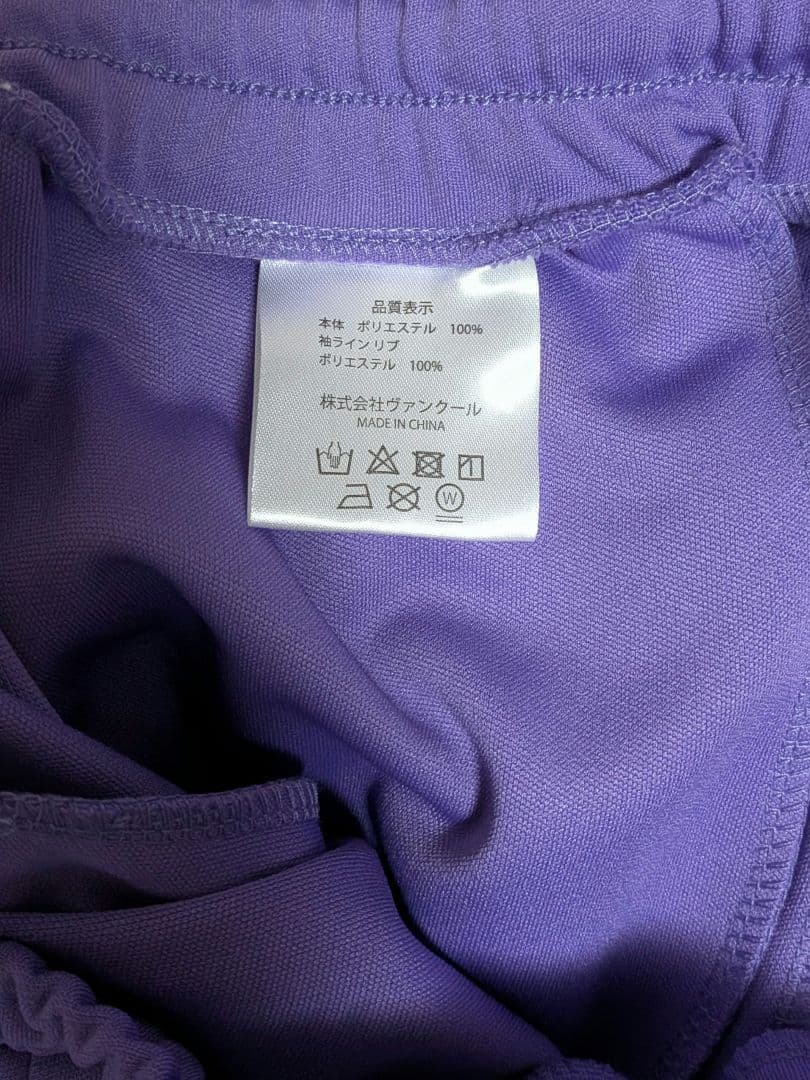 品質表示
本体 ポリエステル 100%
袖ライン リブ
ポリエステル 100%
株式会社ヴァンクール
MADE IN CHINA
W